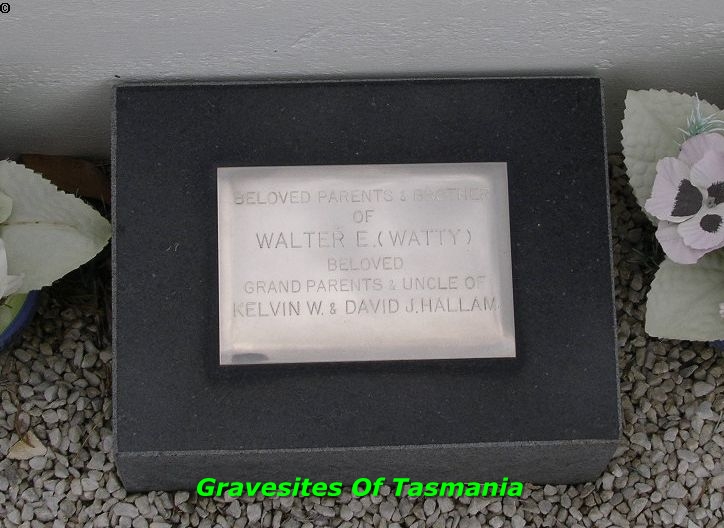 ©
BELOVED PARENTS & BROTHER
OF
WALTER E. (WATTY)
BELOVED
GRAND PARENTS & UNCLE OF
KELVIN W. & DAVID J. HALLAM
Gravesites Of Tasmania